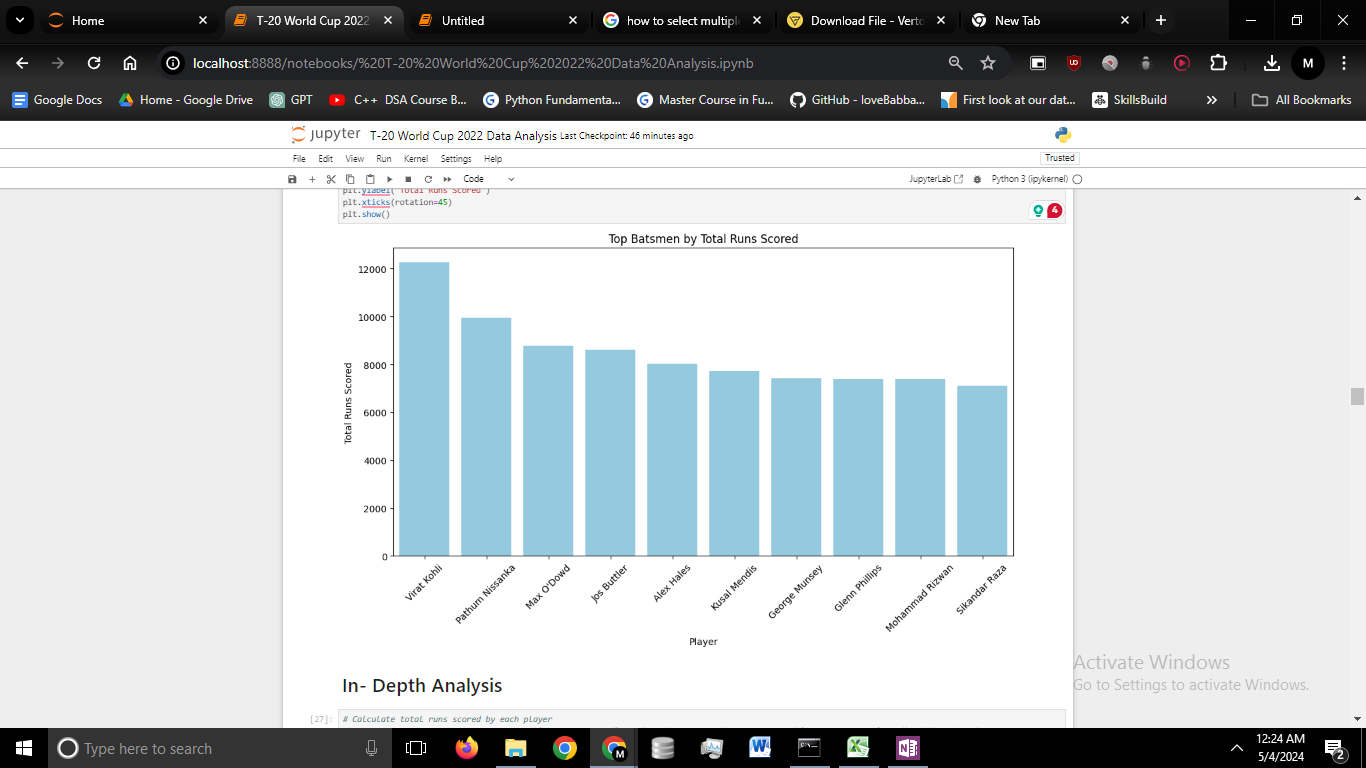 Home
T-20 World Cup 2022
Untitled
how to select multipl
Download File - Verto
New Tab
localhost:8888/notebooks/%20T-20%20World%20Cup%202022%20Data%20Analysis.ipynb
M
Google Docs
Home - Google Drive
GPT
C++ DSA Course B...
Python Fundamenta...
Master Course in Fu...
GitHub - loveBabba...
First look at our dat...
SkillsBuild
»
All Bookmarks
jupyter T-20 World Cup 2022 Data Analysis Last Checkpoint: 46 minutes ago
File Edit View Run Kernel Settings Help
Trusted
Code
JupyterLab
Python 3 (ipykernel)
plt.ylabel('Total Runs Scored')
plt.xticks(rotation=45)
plt.show()
4
Top Batsmen by Total Runs Scored
12000
10000
8000
6000
4000
2000
0
Total Runs Scored
Virat Kohli
Pathum Nissanka
Max O'Dowd
Jos Buttler
Alex Hales
Kusal Mendis
George Munsey
Glenn Phillips
Mohammad Rizwan
Sikandar Raza
Player
In- Depth Analysis
[27]:
# Calculate total runs scored by each player
Activate Windows
Go to Settings to activate Windows.
Type here to search
12:24 AM
5/4/2024
2